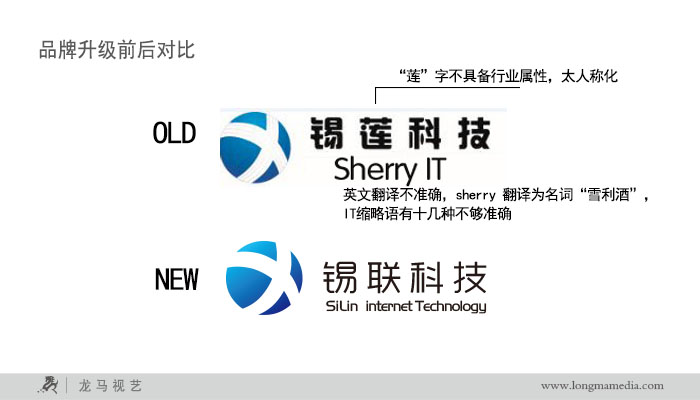 品牌升级前后对比
“莲”字不具备行业属性，太人称化
OLD
锡莲科技
Sherry IT
英文翻译不准确，sherry 翻译为名词“雪利酒”，
IT缩略语有十几种不够准确
NEW
锡联科技
SiLin internet Technology
龙马视艺
www.longmamedia.com